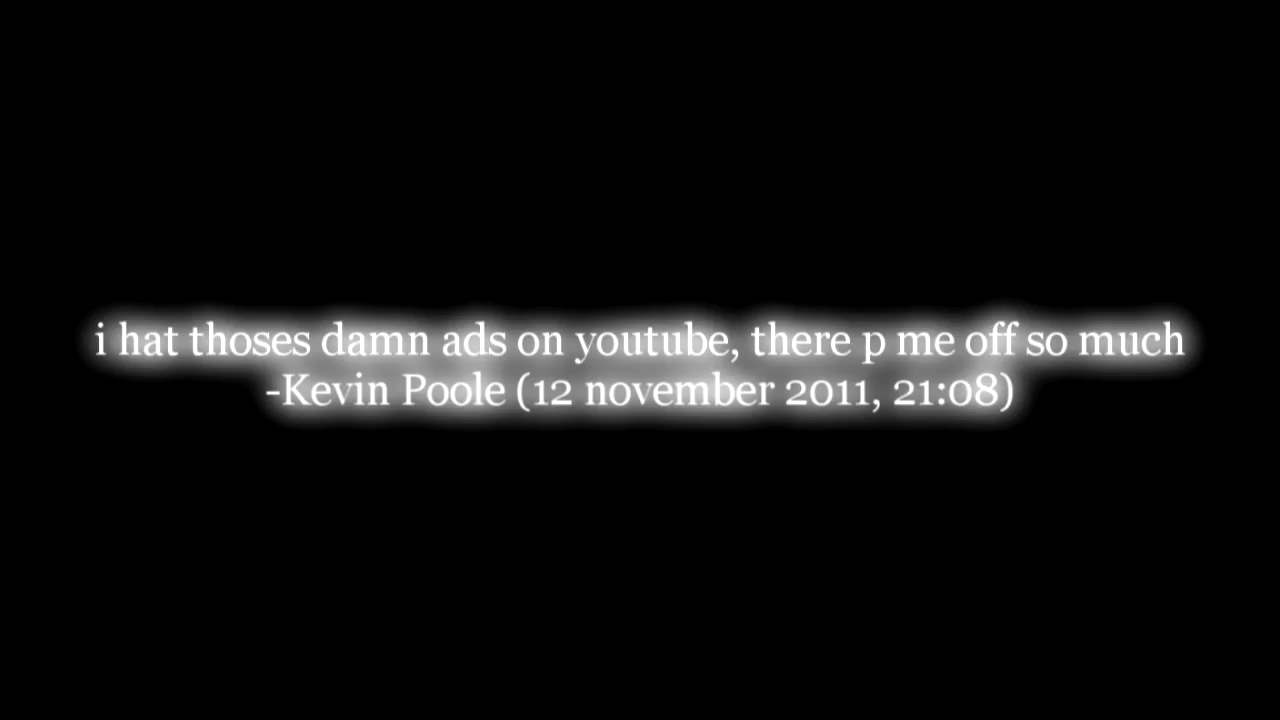 i hat thoses damn ads on youtube, there p me off so much
-Kevin Poole (12 november 2011, 21:08)